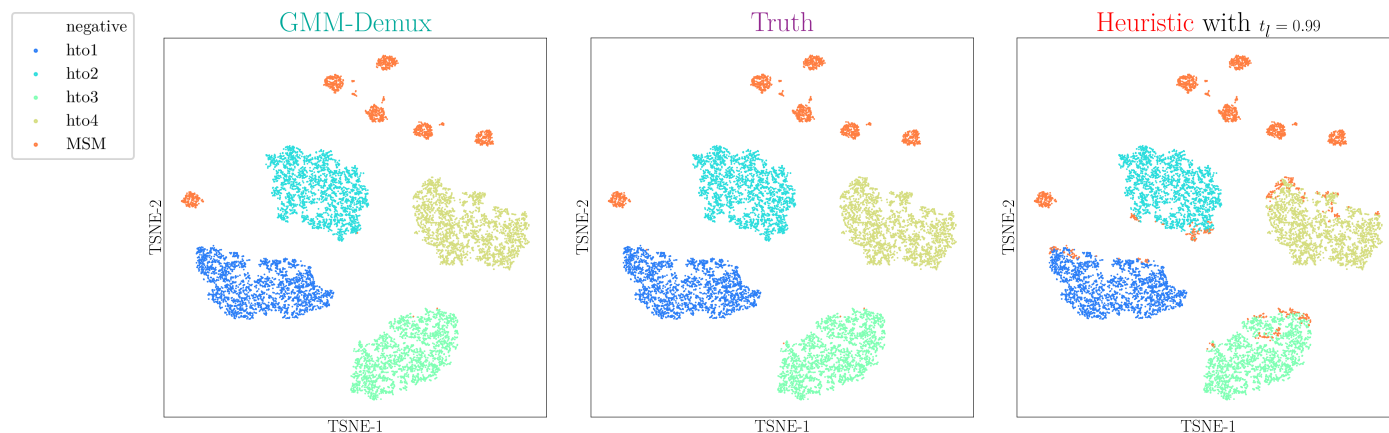 GMM-Demux
Truth
Heuristic with t_l = 0.99
negative
hto1
hto2
hto3
hto4
MSM
TSNE-2
TSNE-2
TSNE-2
TSNE-1
TSNE-1
TSNE-1